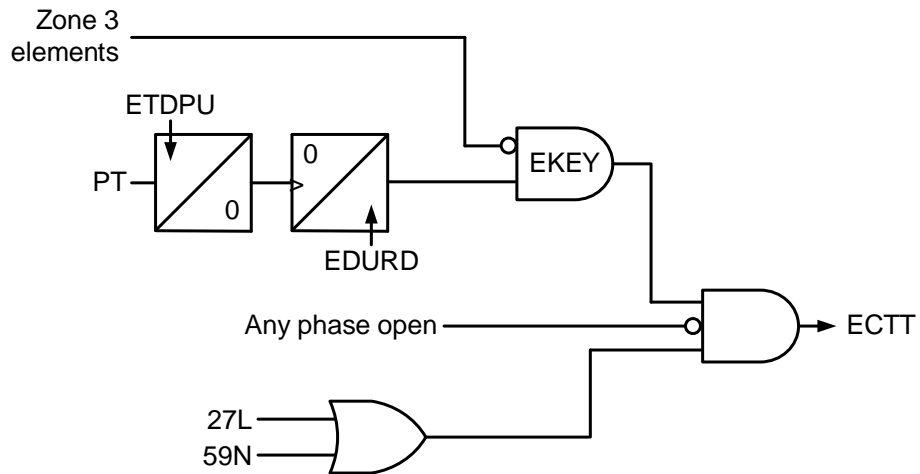 Zone 3
elements
ETDPU
PT
0
0
EDURD
EKEY
Any phase open
ECTT
27L
59N